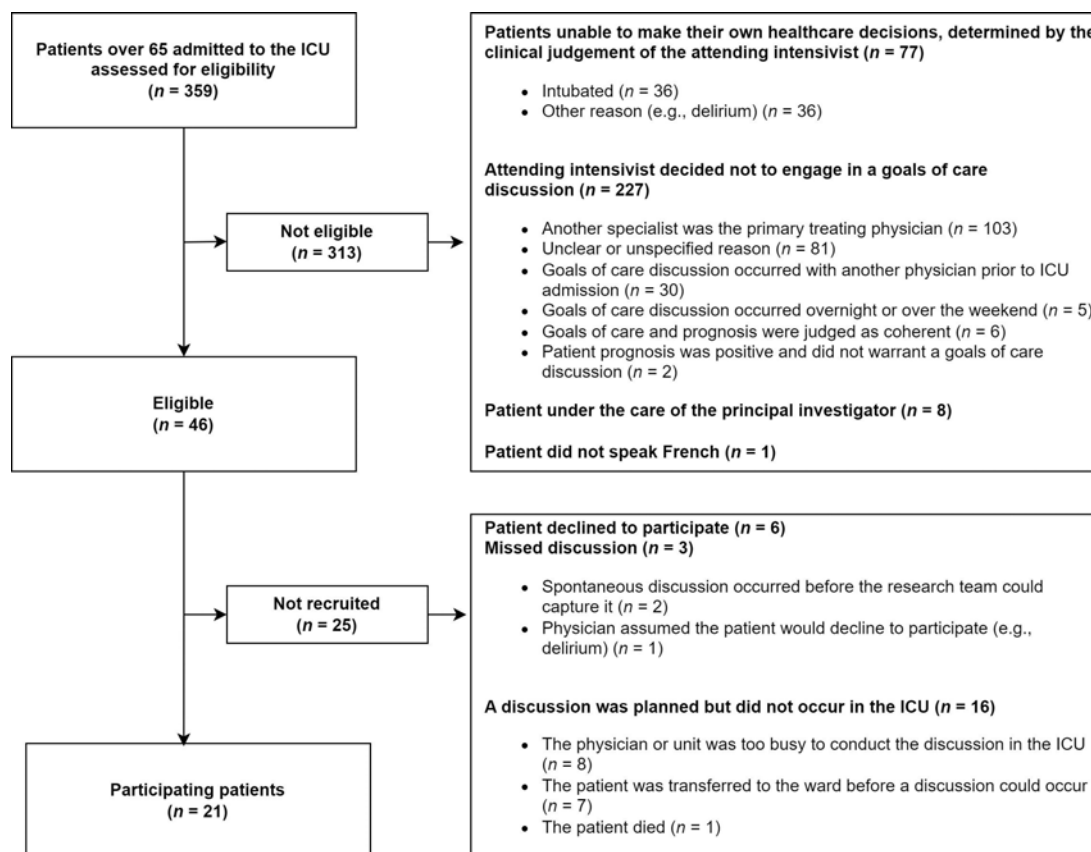 Patients over 65 admitted to the ICU
assessed for eligibility
(n = 359)
Patients unable to make their own healthcare decisions, determined by the
clinical judgement of the attending intensivist (n = 77)
• Intubated (n = 36)
• Other reason (e.g., delirium) (n = 36)
Attending intensivist decided not to engage in a goals of care
discussion (n = 227)
• Another specialist was the primary treating physician (n = 103)
• Unclear or unspecified reason (n = 81)
• Goals of care discussion occurred with another physician prior to ICU
admission (n = 30)
• Goals of care discussion occurred overnight or over the weekend (n = 5)
• Goals of care and prognosis were judged as coherent (n = 6)
• Patient prognosis was positive and did not warrant a goals of care
discussion (n = 2)
Patient under the care of the principal investigator (n = 8)
Patient did not speak French (n = 1)
Not eligible
(n = 313)
Eligible
(n = 46)
Patient declined to participate (n = 6)
Missed discussion (n = 3)
• Spontaneous discussion occurred before the research team could
capture it (n = 2)
• Physician assumed the patient would decline to participate (e.g.,
delirium) (n = 1)
A discussion was planned but did not occur in the ICU (n = 16)
• The physician or unit was too busy to conduct the discussion in the ICU
(n = 8)
• The patient was transferred to the ward before a discussion could occur
(n = 7)
• The patient died (n = 1)
Not recruited
(n = 25)
Participating patients
(n = 21)